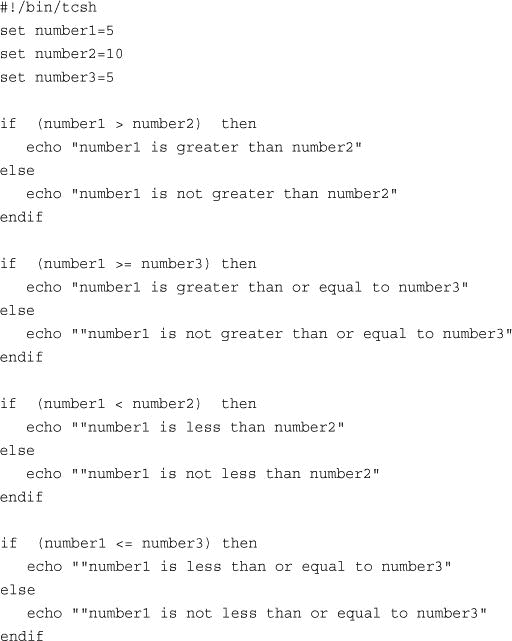 #!/bin/tcsh
set number1=5
set number2=10
set number3=5

if  (number1 > number2)  then
   echo "number1 is greater than number2"
else
   echo "number1 is not greater than number2"
endif

if  (number1 >= number3) then
   echo "number1 is greater than or equal to number3"
else
   echo ""number1 is not greater than or equal to number3"
endif

if  (number1 < number2)  then
   echo ""number1 is less than number2"
else
   echo ""number1 is not less than number2"
endif

if  (number1 <= number3) then
   echo ""number1 is less than or equal to number3"
else
   echo ""number1 is not less than or equal to number3"
endif